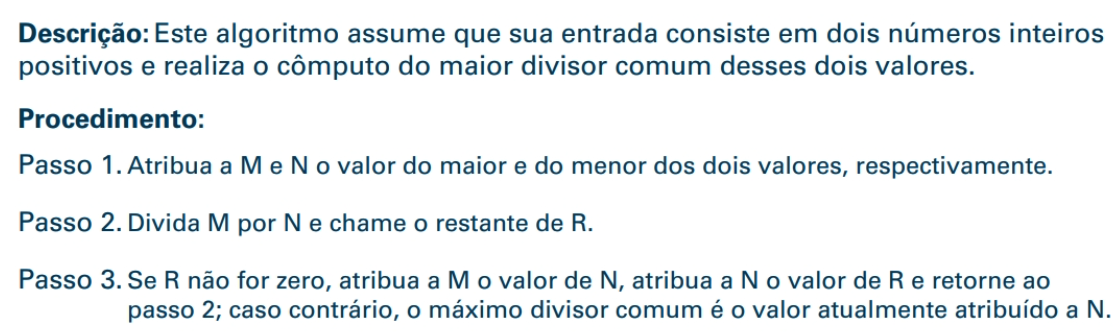 Descrição: Este algoritmo assume que sua entrada consiste em dois números inteiros
positivos e realiza o cômputo do maior divisor comum desses dois valores.
Procedimento:
Passo 1. Atribua a M e N o valor do maior e do menor dos dois valores, respectivamente.
Passo 2. Divida M por N e chame o restante de R.
Passo 3. Se R não for zero, atribua a M o valor de N, atribua a N o valor de R e retorne ao
passo 2; caso contrário, o máximo divisor comum é o valor atualmente atribuído a N.